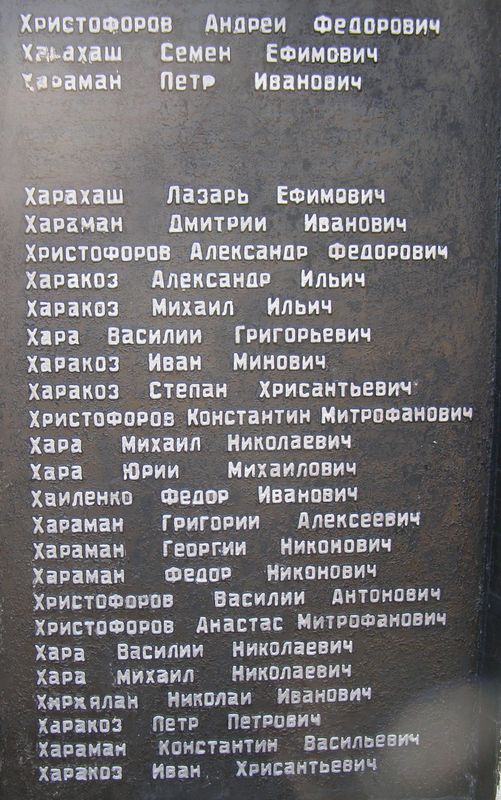 Христофоров Андреи Федорович
Харахаш Семен Ефимович
Хараман Петр Иванович
Харахаш Лазарь Ефимович
Хараман Дмитрии Иванович
Христофоров Александр Федорович
Харакоз Александр Ильич
Харакоз Михаил Ильич
Хара Василии Григорьевич
Харакоз Иван Минович
Харакоз Степан Хрисантьевич
Христофоров Константин Митрофанович
Хара Михаил Николаевич
Хара Юрии Михаилович
Хаиленко Федор Иванович
Хараман Григории Алексеевич
Хараман Георгии Никонович
Хараман Федор Никонович
Христофоров Василии Антонович
Христофоров Анастас Митрофанович
Хара Василии Николаевич
Хара Михаил Николаевич
Николаи Иванович
Харакоз Петр Петрович
Хараман Константин Васильевич
Харакоз Иван Хрисантьевич